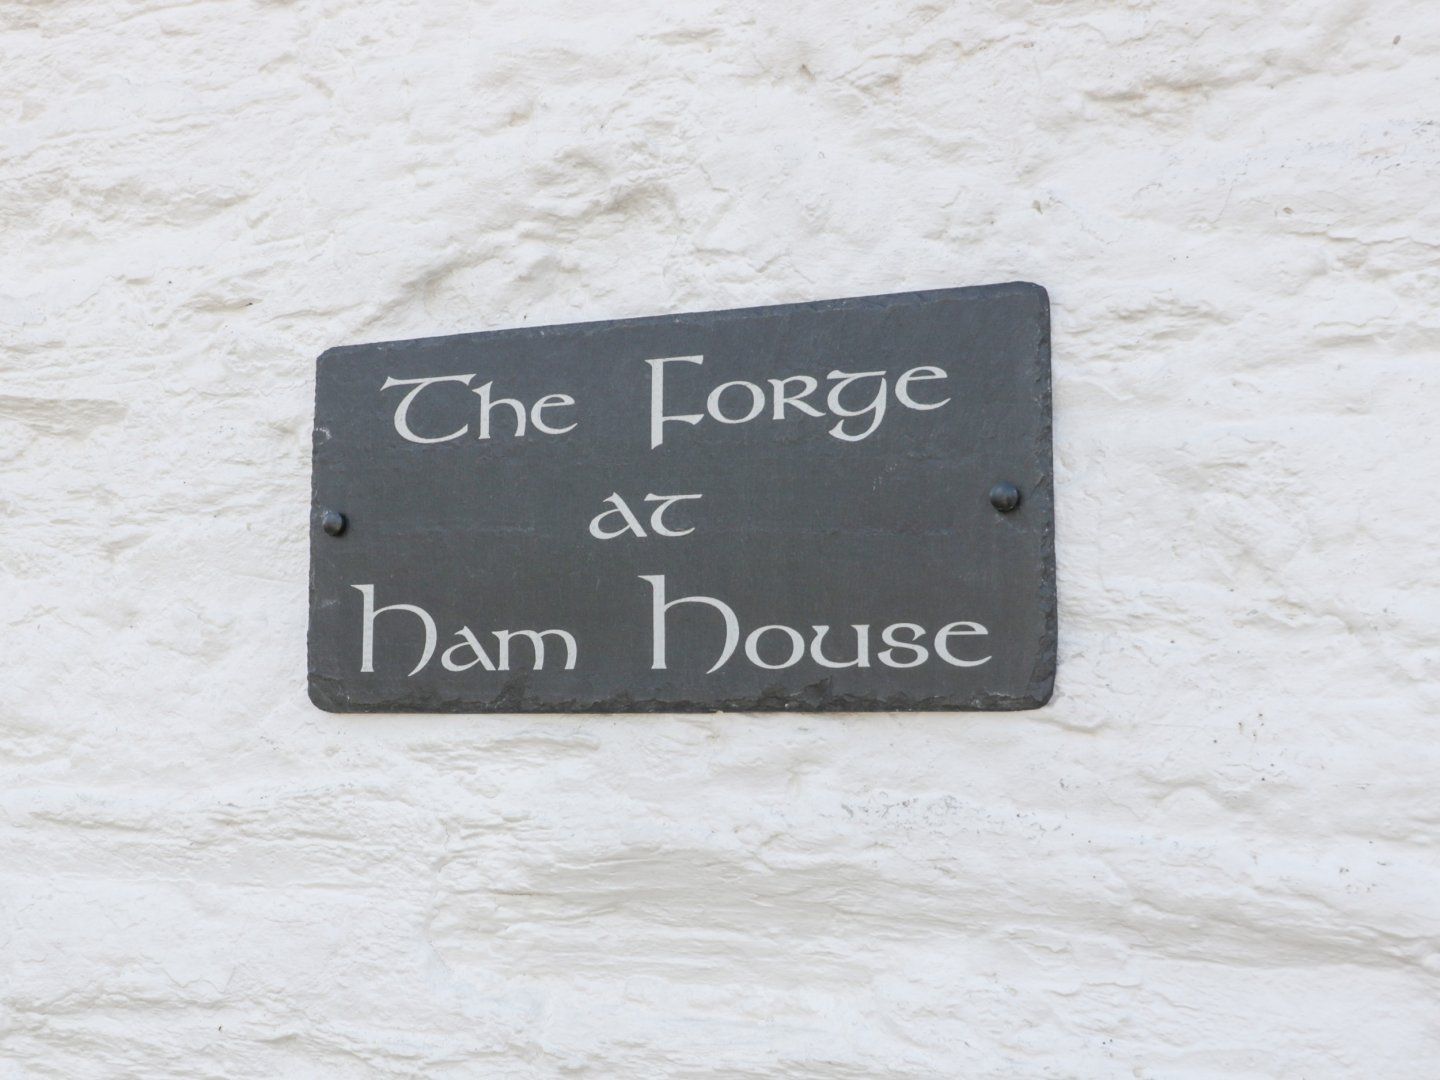 The Forge
at
Ham House